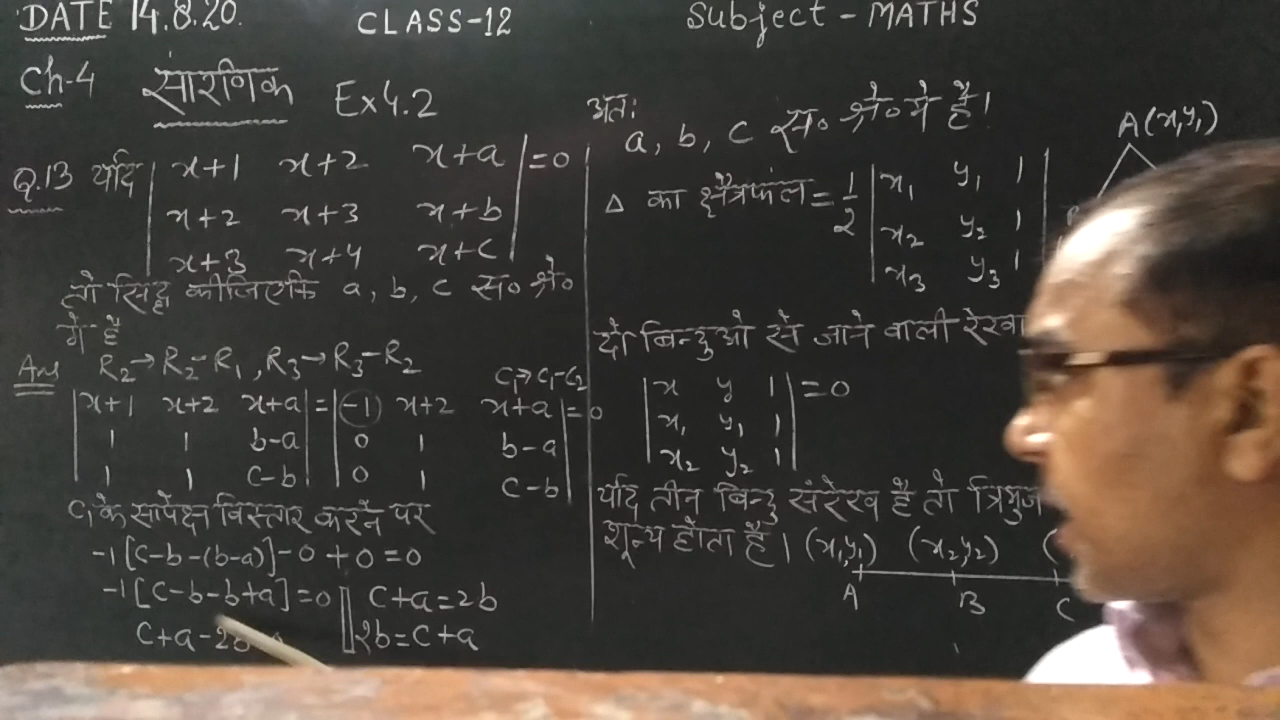 DATE 14.8.20. CLASS-12 Subject - MATHS
Ch-4 सारणिक Ex 4.2
Q.13 यदि | x+1 x+2 x+a | = 0
x+2 x+3 x+b
x+3 x+4 x+c
तो सिद्ध कीजिए कि a, b, c स० श्रे०
में है
Ans R₂→R₂-R₁, R₃→R₃-R₂
C₁→C₁-C₂
| x+1 x+2 x+a | = | -1 x+2 x+a | = 0
1 1 b-a 0 1 b-a
1 1 c-b 0 1 c-b
C₁ के सापेक्ष विस्तार करने पर
-1[c-b-(b-a)]-0+0=0
-1[c-b-b+a]=0 c+a=2b
c+a-2b 2b=c+a
अतः
a, b, c स० श्रे० में है।
A(x,y₁)
Δ का क्षेत्रफल = 1/2 | x₁ y₁ 1 |
x₂ y₂ 1
x₃ y₃ 1
दो बिन्दुओ से जाने वाली रेखा
| x y 1 | = 0
x₁ y₁ 1
x₂ y₂ 1
यदि तीन बिन्दु संरेख है तो त्रिभुज
शून्य होता है। (x₁y₁) (x₂y₂) (
A B C